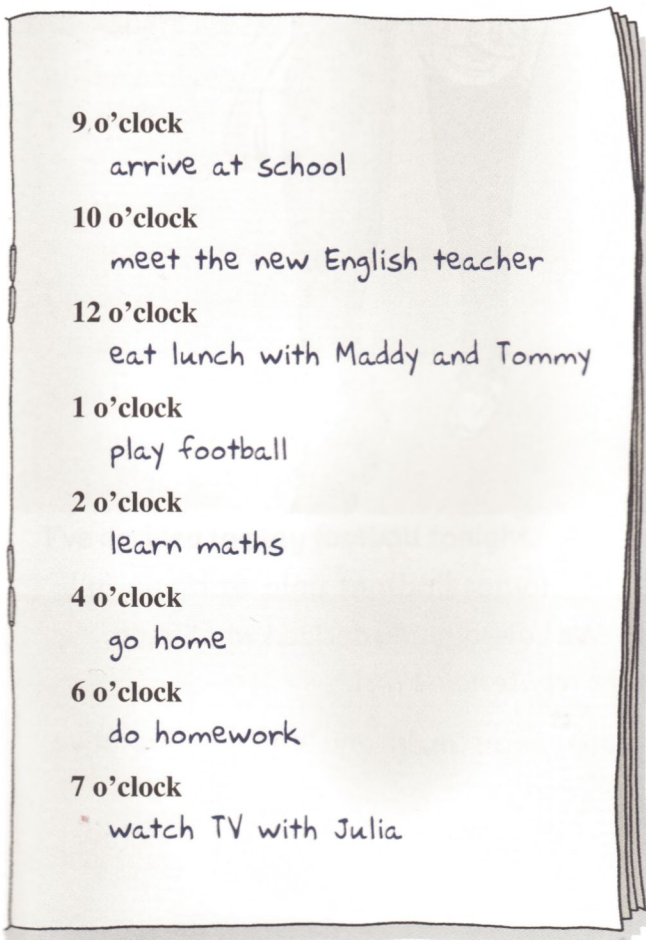 9 o'clock
arrive at school
10 o'clock
meet the new English teacher
12 o'clock
eat lunch with Maddy and Tommy
1 o'clock
play football
2 o'clock
learn maths
4 o'clock
go home
6 o'clock
do homework
7 o'clock
watch TV with Julia